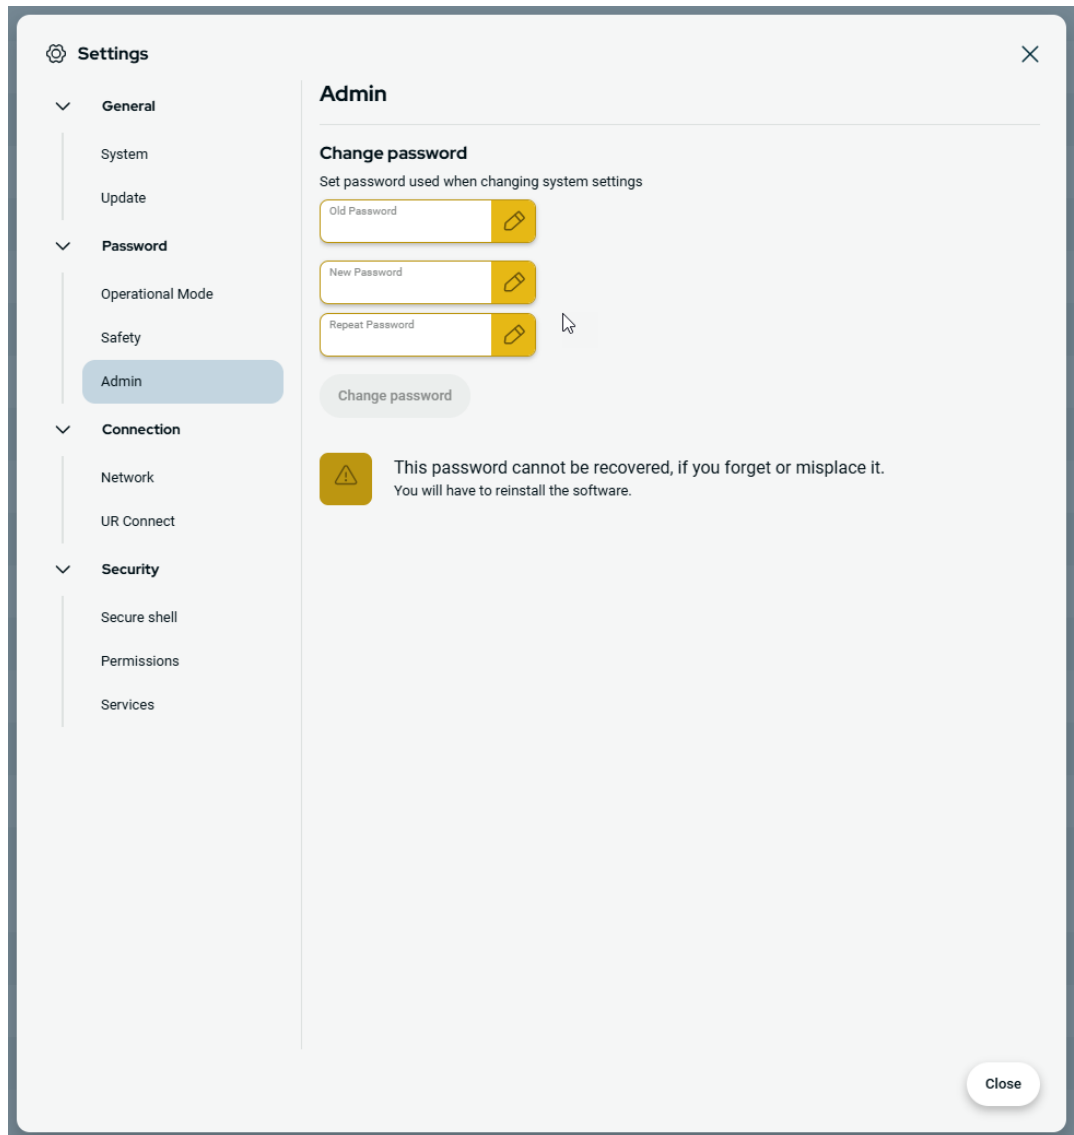 Settings
General
System
Update
Password
Operational Mode
Safety
Admin
Connection
Network
UR Connect
Security
Secure shell
Permissions
Services
Admin
Change password
Set password used when changing system settings
Old Password
New Password
Repeat Password
Change password
This password cannot be recovered, if you forget or misplace it.
You will have to reinstall the software.
Close